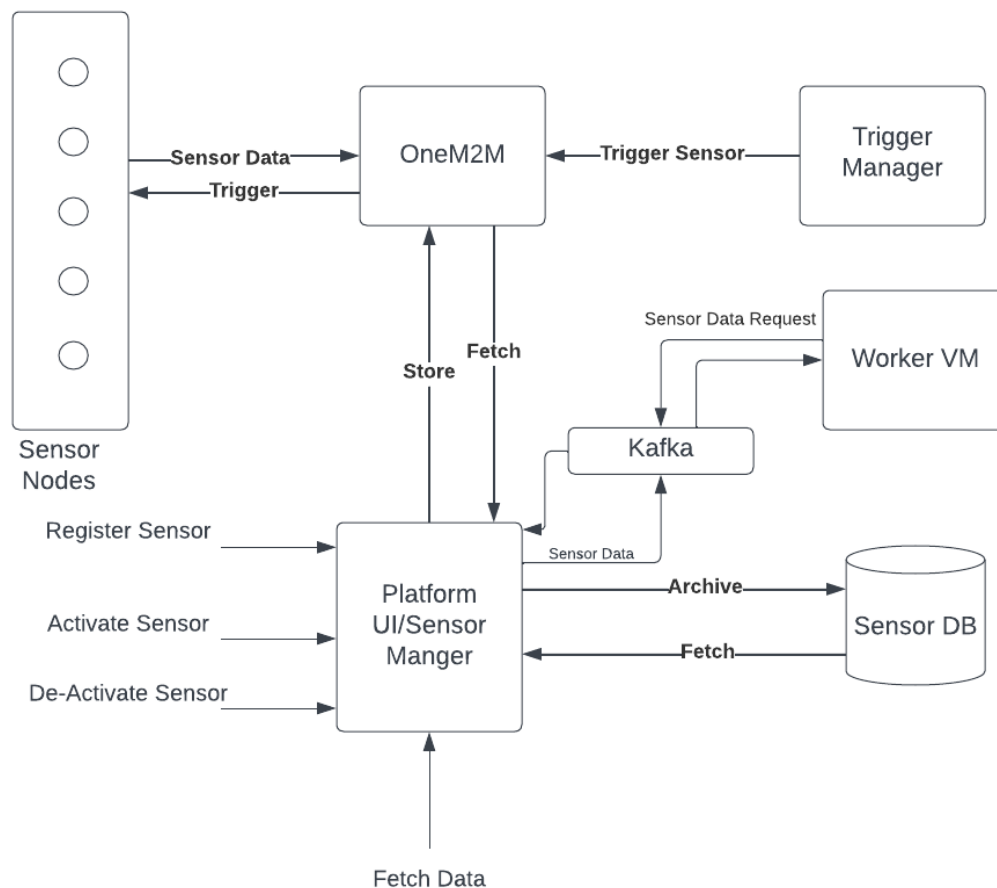 Sensor Data
Trigger
OneM2M
Trigger Sensor
Trigger
Manager
Sensor
Nodes
Store
Fetch
Sensor Data Request
Worker VM
Kafka
Register Sensor
Activate Sensor
De-Activate Sensor
Platform
UI/Sensor
Manger
Sensor Data
Archive
Fetch
Sensor DB
Fetch Data